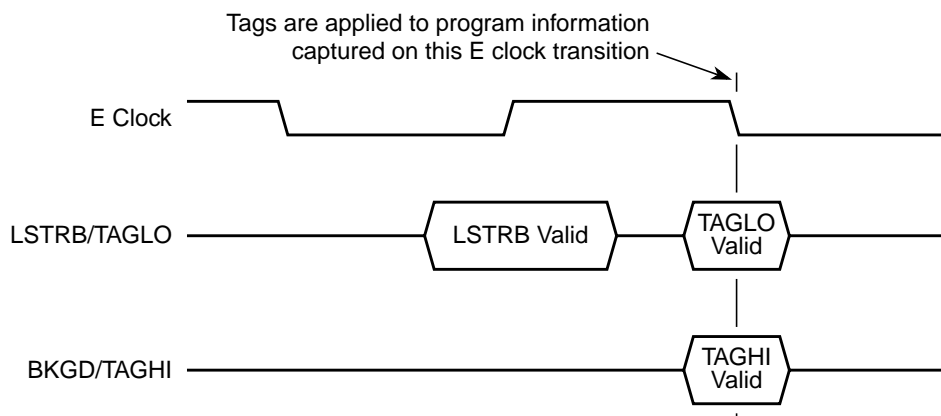 Tags are applied to program information
captured on this E clock transition
E Clock
LSTRB/TAGLO
LSTRB Valid
TAGLO
Valid
BKGD/TAGHI
TAGHI
Valid